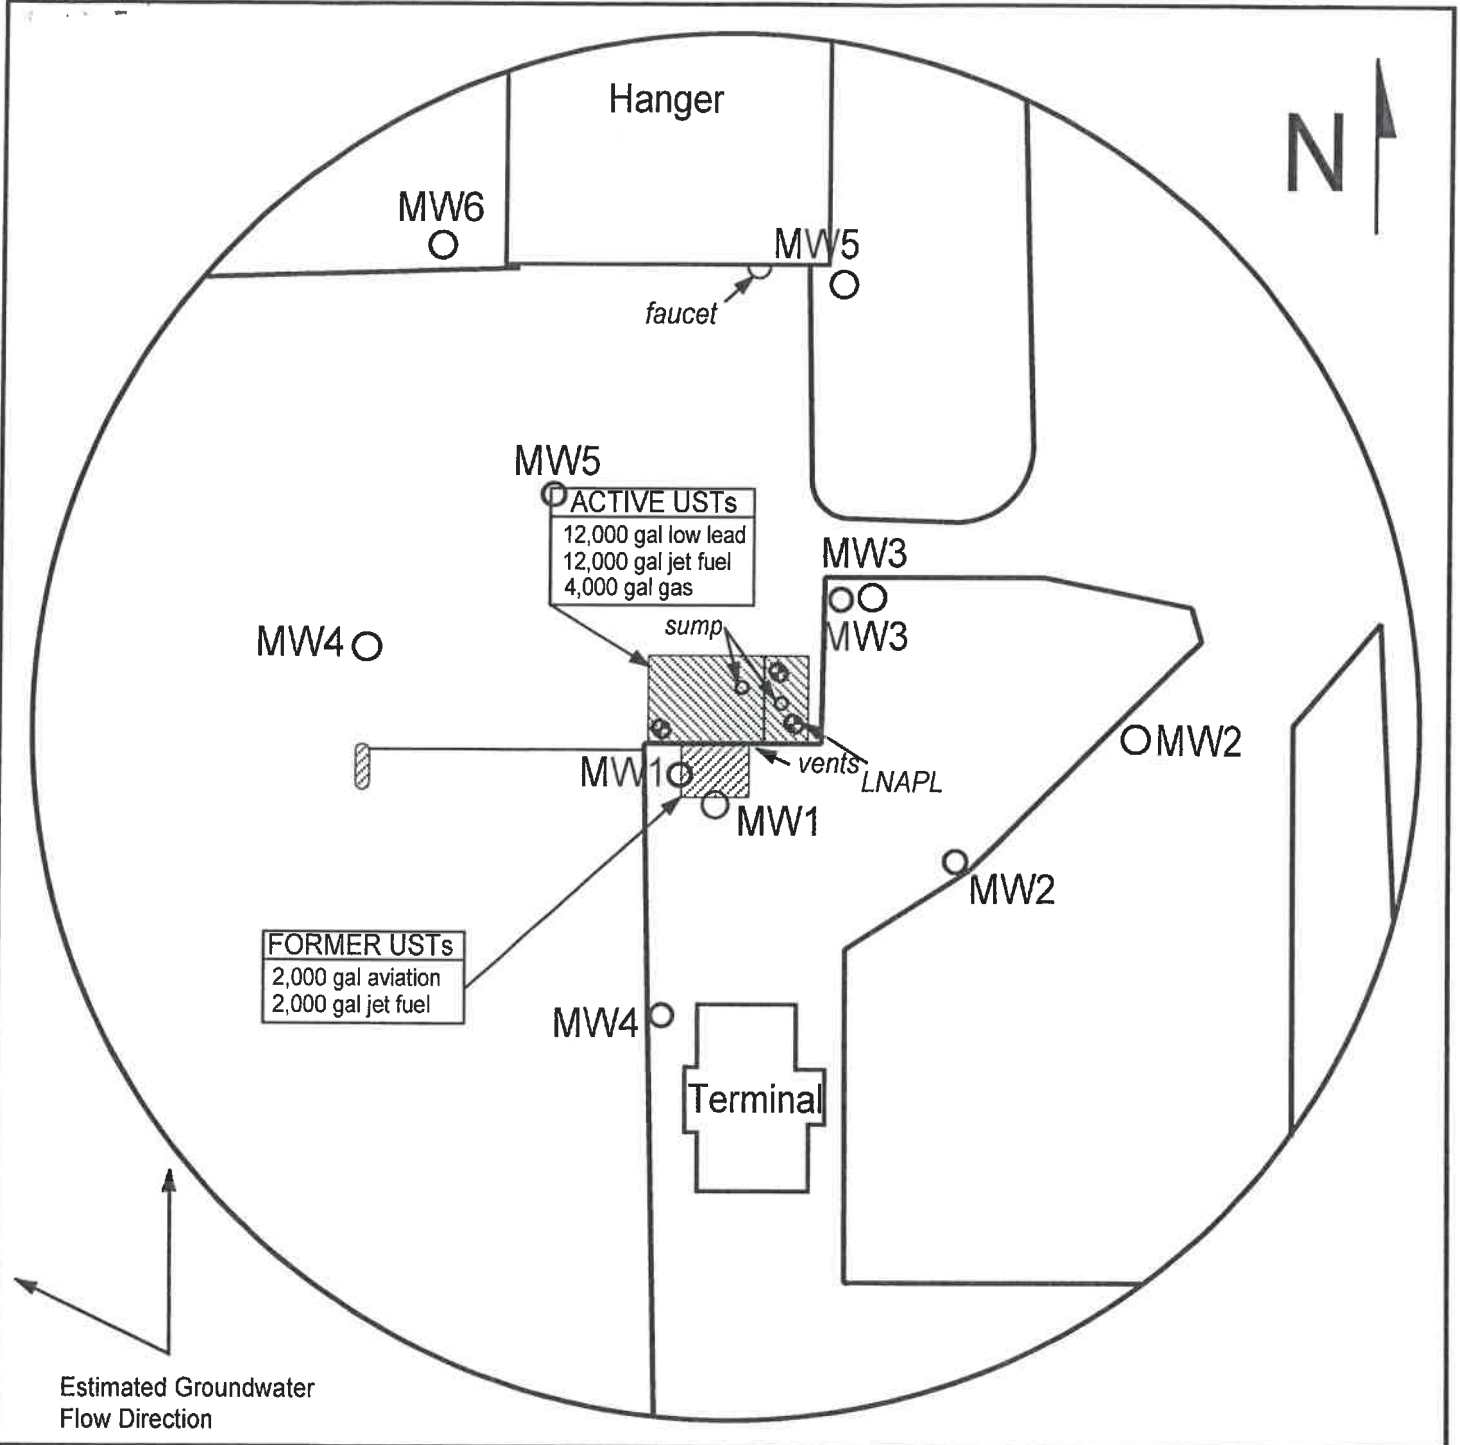 Hanger
N
MW6
MW5
faucet
MW5
ACTIVE USTs
12,000 gal low lead
12,000 gal jet fuel
4,000 gal gas
MW3
MW3
sump
MW4
MW2
MW1
vents
LNAPL
MW1
MW2
FORMER USTs
2,000 gal aviation
2,000 gal jet fuel
MW4
Terminal
Estimated Groundwater
Flow Direction